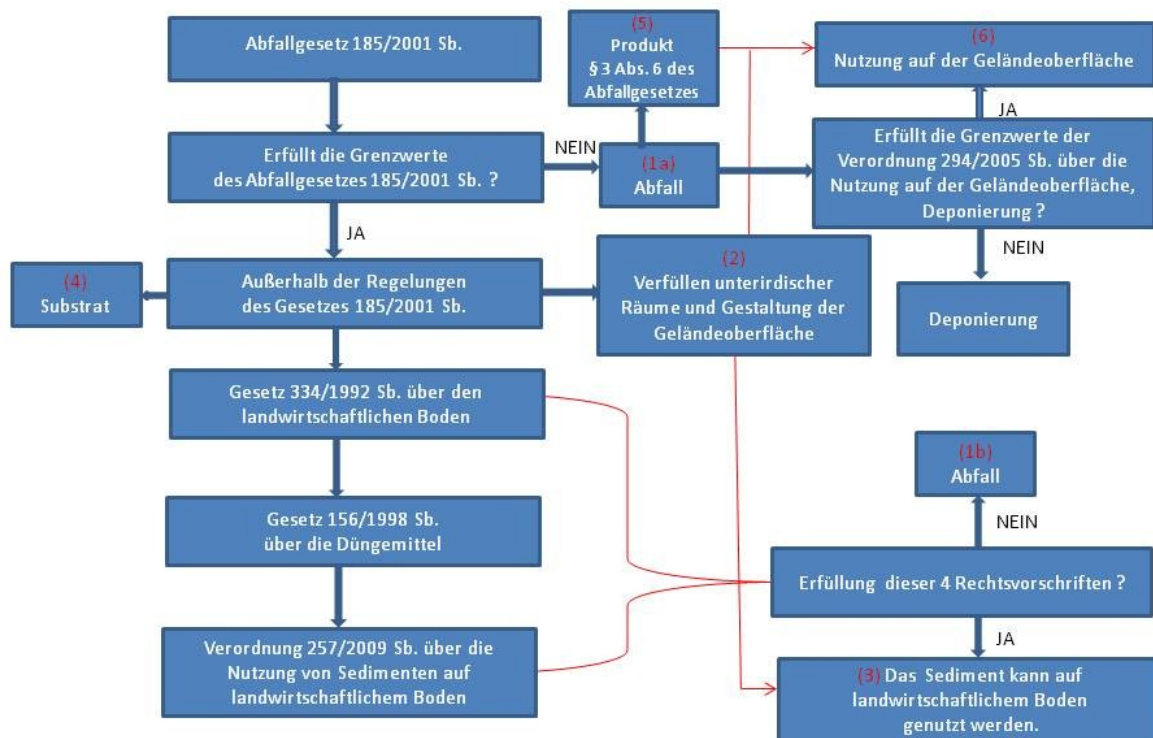 Abfallgesetz 185/2001 Sb.
(5)
Produkt
§ 3 Abs. 6 des
Abfallgesetzes
(6)
Nutzung auf der Geländeoberfläche
JA
Erfüllt die Grenzwerte
des Abfallgesetzes 185/2001 Sb. ?
NEIN
(1a)
Abfall
Erfüllt die Grenzwerte der
Verordnung 294/2005 Sb. über die
Nutzung auf der Geländeoberfläche,
Deponierung ?
JA
NEIN
(4)
Substrat
Außerhalb der Regelungen
des Gesetzes 185/2001 Sb.
(2)
Verfüllen unterirdischer
Räume und Gestaltung der
Geländeoberfläche
Deponierung
Gesetz 334/1992 Sb. über den
landwirtschaftlichen Boden
(1b)
Abfall
NEIN
Gesetz 156/1998 Sb.
über die Düngemittel
Erfüllung dieser 4 Rechtsvorschriften ?
JA
Verordnung 257/2009 Sb. über die
Nutzung von Sedimenten auf
landwirtschaftlichem Boden
(3) Das Sediment kann auf
landwirtschaftlichem Boden
genutzt werden.